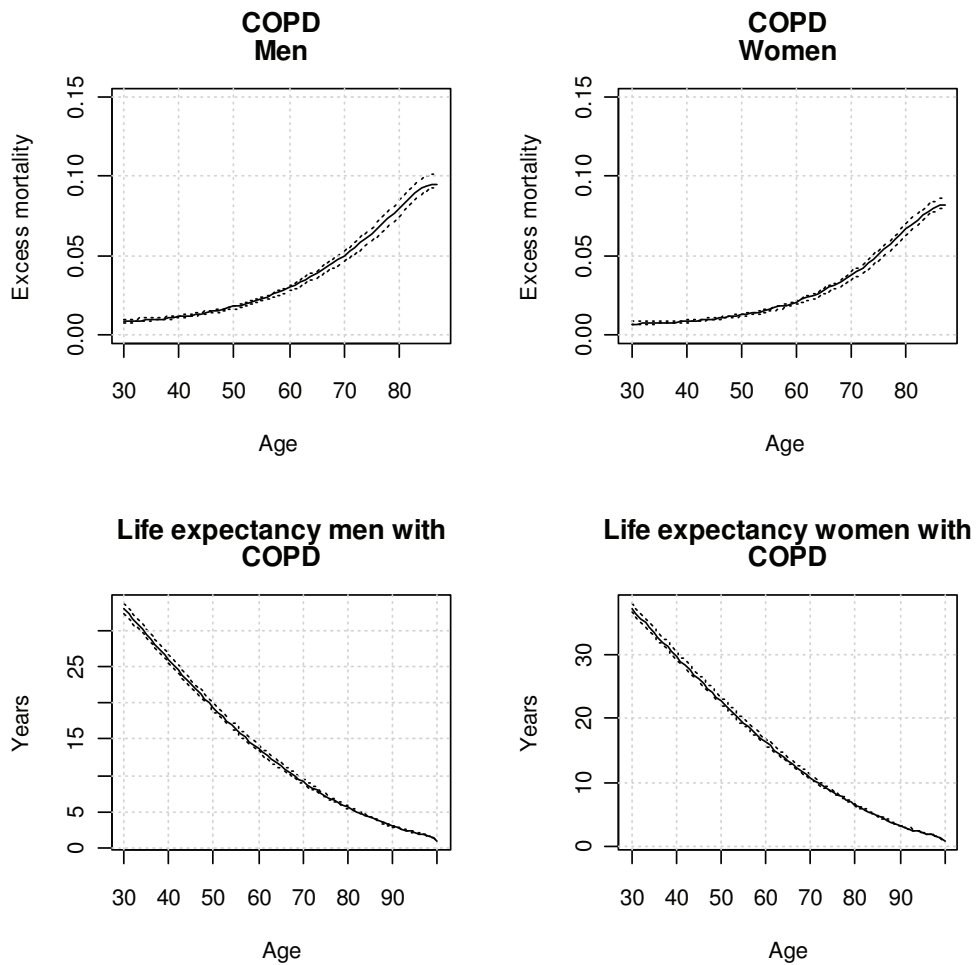 COPD
Men
0.15
0.10
0.05
0.00
Excess mortality
30 40 50 60 70 80
Age
COPD
Women
0.15
0.10
0.05
0.00
Excess mortality
30 40 50 60 70 80
Age
Life expectancy men with
COPD
25
15
5
0
Years
30 40 50 60 70 80 90
Age
Life expectancy women with
COPD
30
20
10
0
Years
30 40 50 60 70 80 90
Age